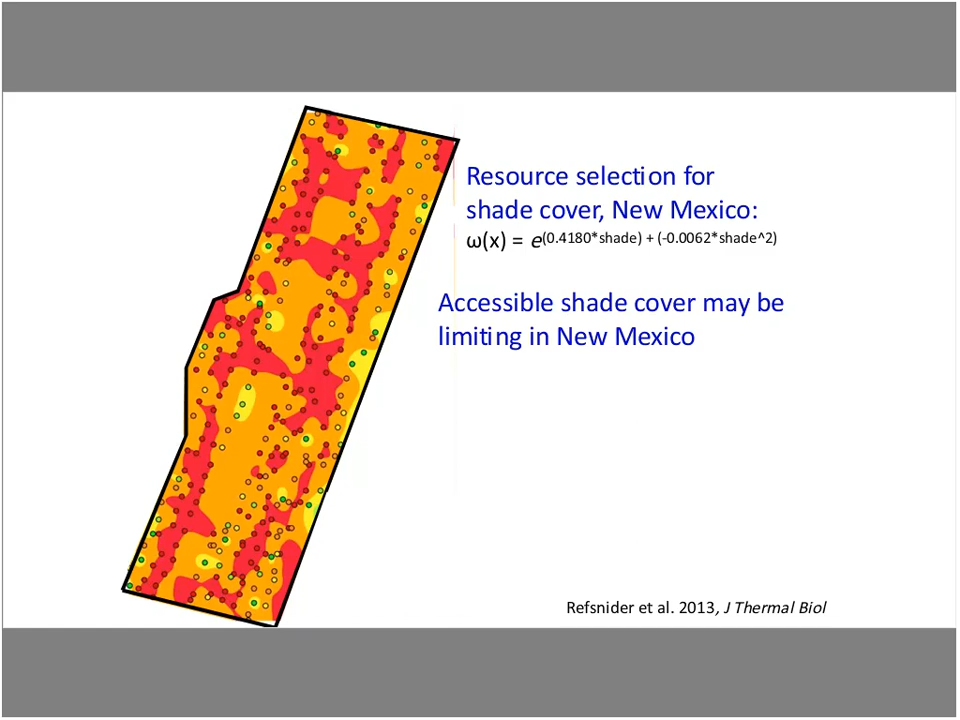 Resource selection for
shade cover, New Mexico:
ω(x) = e(0.4180*shade) + (-0.0062*shade^2)
Accessible shade cover may be
limiting in New Mexico
Refsnider et al. 2013, J Thermal Biol